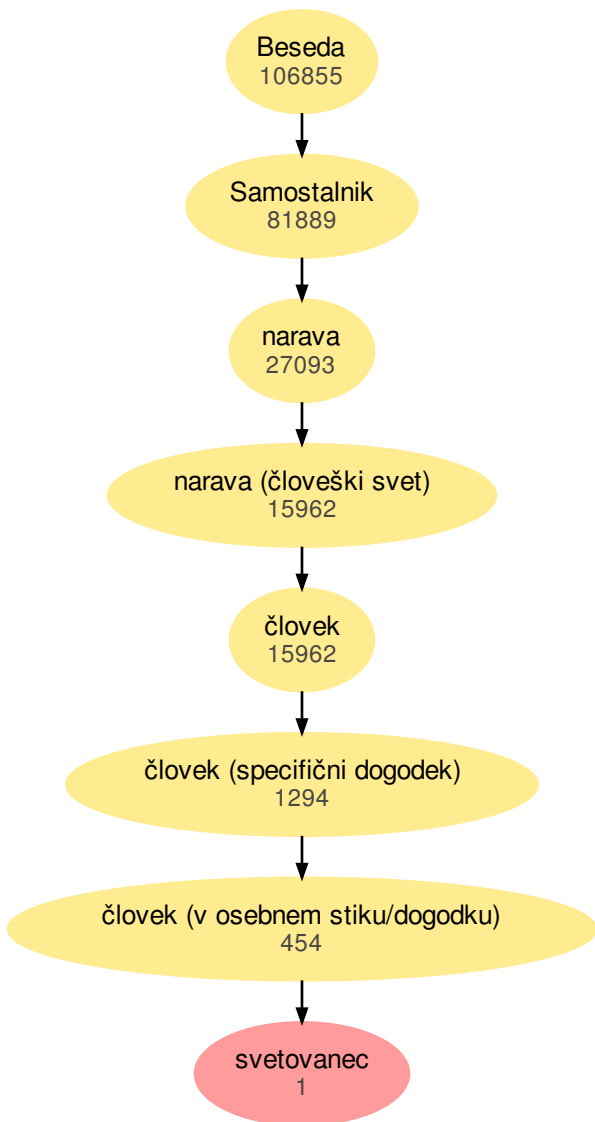 Beseda
106855
Samostalnik
81889
narava
27093
narava (človeški svet)
15962
človek
15962
človek (specifični dogodek)
1294
človek (v osebnem stiku/dogodku)
454
svetovanec
1